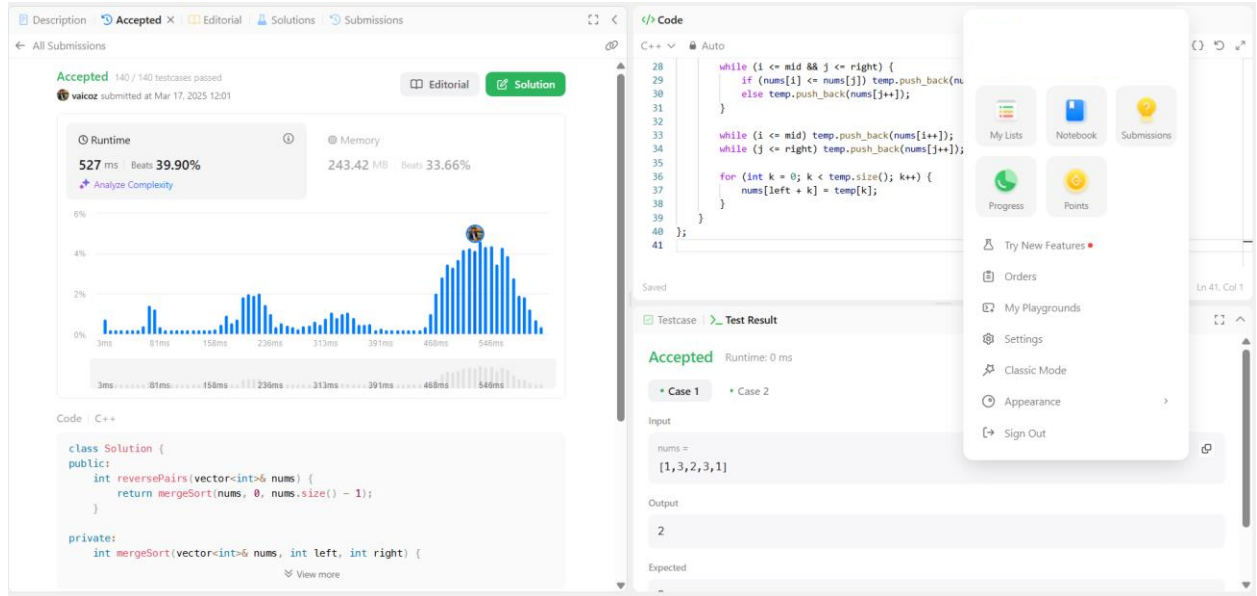 Description
Accepted
Editorial
Solutions
Submissions
All Submissions
Accepted 140 / 140 testcases passed
vaicoz submitted at Mar 17, 2025 12:01
Editorial
Solution
Runtime
527 ms Beats 39.90%
Analyze Complexity
Memory
243.42 MB Beats 33.66%
6%
4%
2%
0%
3ms 81ms 158ms 236ms 313ms 391ms 468ms 546ms
3ms 81ms 158ms 236ms 313ms 391ms 468ms 546ms
Code C++
class Solution {
public:
int reversePairs(vector<int>& nums) {
return mergeSort(nums, 0, nums.size() - 1);
}
private:
int mergeSort(vector<int>& nums, int left, int right) {
View more
</> Code
C++ Auto
28 while (i <= mid && j <= right) {
29 if (nums[i] <= nums[j]) temp.push_back(nu
30 else temp.push_back(nums[j++]);
31 }
32
33 while (i <= mid) temp.push_back(nums[i++]);
34 while (j <= right) temp.push_back(nums[j++]);
35
36 for (int k = 0; k < temp.size(); k++) {
37 nums[left + k] = temp[k];
38 }
39 }
40 };
41
Saved
Ln 41, Col 1
Testcase
>_ Test Result
Accepted Runtime: 0 ms
Case 1
Case 2
Input
nums =
[1,3,2,3,1]
Output
2
Expected
My Lists
Notebook
Submissions
Progress
Points
Try New Features
Orders
My Playgrounds
Settings
Classic Mode
Appearance
Sign Out